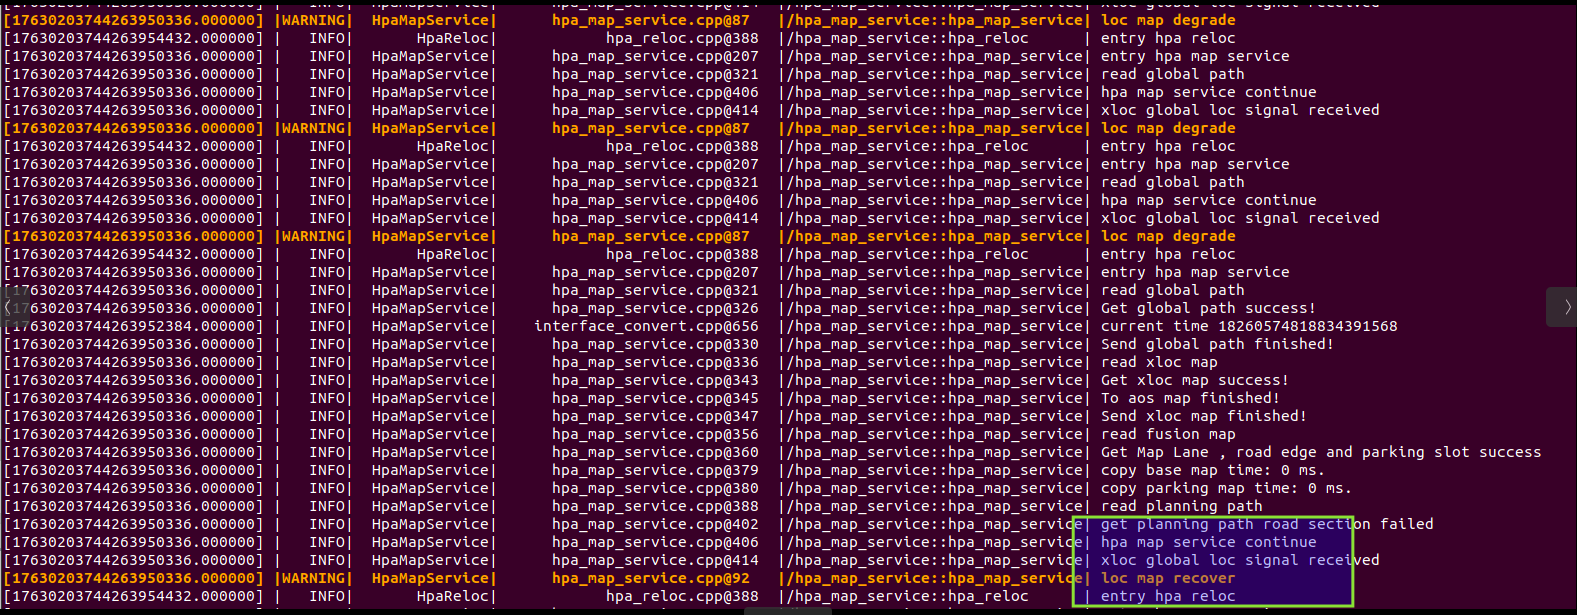 [17630203744263950336.000000] |WARNING| HpaMapService| hpa_map_service.cpp@87 |/hpa_map_service::hpa_map_service| loc map degrade
[17630203744263954432.000000] | INFO| HpaReloc| hpa_reloc.cpp@388 |/hpa_map_service::hpa_reloc | entry hpa reloc
[17630203744263950336.000000] | INFO| HpaMapService| hpa_map_service.cpp@207 |/hpa_map_service::hpa_map_service| entry hpa map service
[17630203744263950336.000000] | INFO| HpaMapService| hpa_map_service.cpp@321 |/hpa_map_service::hpa_map_service| read global path
[17630203744263950336.000000] | INFO| HpaMapService| hpa_map_service.cpp@406 |/hpa_map_service::hpa_map_service| hpa map service continue
[17630203744263950336.000000] | INFO| HpaMapService| hpa_map_service.cpp@414 |/hpa_map_service::hpa_map_service| xloc global loc signal received
[17630203744263950336.000000] |WARNING| HpaMapService| hpa_map_service.cpp@87 |/hpa_map_service::hpa_map_service| loc map degrade
[17630203744263954432.000000] | INFO| HpaReloc| hpa_reloc.cpp@388 |/hpa_map_service::hpa_reloc | entry hpa reloc
[17630203744263950336.000000] | INFO| HpaMapService| hpa_map_service.cpp@207 |/hpa_map_service::hpa_map_service| entry hpa map service
[17630203744263950336.000000] | INFO| HpaMapService| hpa_map_service.cpp@321 |/hpa_map_service::hpa_map_service| read global path
[17630203744263950336.000000] | INFO| HpaMapService| hpa_map_service.cpp@406 |/hpa_map_service::hpa_map_service| hpa map service continue
[17630203744263950336.000000] | INFO| HpaMapService| hpa_map_service.cpp@414 |/hpa_map_service::hpa_map_service| xloc global loc signal received
[17630203744263950336.000000] |WARNING| HpaMapService| hpa_map_service.cpp@87 |/hpa_map_service::hpa_map_service| loc map degrade
[17630203744263954432.000000] | INFO| HpaReloc| hpa_reloc.cpp@388 |/hpa_map_service::hpa_reloc | entry hpa reloc
[17630203744263950336.000000] | INFO| HpaMapService| hpa_map_service.cpp@207 |/hpa_map_service::hpa_map_service| entry hpa map service
[17630203744263950336.000000] | INFO| HpaMapService| hpa_map_service.cpp@321 |/hpa_map_service::hpa_map_service| read global path
[17630203744263950336.000000] | INFO| HpaMapService| hpa_map_service.cpp@326 |/hpa_map_service::hpa_map_service| Get global path success!
[17630203744263952384.000000] | INFO| HpaMapService| interface_convert.cpp@656 |/hpa_map_service::hpa_map_service| current time 18260574818834391568
[17630203744263950336.000000] | INFO| HpaMapService| hpa_map_service.cpp@330 |/hpa_map_service::hpa_map_service| Send global path finished!
[17630203744263950336.000000] | INFO| HpaMapService| hpa_map_service.cpp@336 |/hpa_map_service::hpa_map_service| read xloc map
[17630203744263950336.000000] | INFO| HpaMapService| hpa_map_service.cpp@343 |/hpa_map_service::hpa_map_service| Get xloc map success!
[17630203744263950336.000000] | INFO| HpaMapService| hpa_map_service.cpp@345 |/hpa_map_service::hpa_map_service| To aos map finished!
[17630203744263950336.000000] | INFO| HpaMapService| hpa_map_service.cpp@347 |/hpa_map_service::hpa_map_service| Send xloc map finished!
[17630203744263950336.000000] | INFO| HpaMapService| hpa_map_service.cpp@356 |/hpa_map_service::hpa_map_service| read fusion map
[17630203744263950336.000000] | INFO| HpaMapService| hpa_map_service.cpp@360 |/hpa_map_service::hpa_map_service| Get Map Lane , road edge and parking slot success
[17630203744263950336.000000] | INFO| HpaMapService| hpa_map_service.cpp@379 |/hpa_map_service::hpa_map_service| copy base map time: 0 ms.
[17630203744263950336.000000] | INFO| HpaMapService| hpa_map_service.cpp@380 |/hpa_map_service::hpa_map_service| copy parking map time: 0 ms.
[17630203744263950336.000000] | INFO| HpaMapService| hpa_map_service.cpp@388 |/hpa_map_service::hpa_map_service| read planning path
[17630203744263950336.000000] | INFO| HpaMapService| hpa_map_service.cpp@402 |/hpa_map_service::hpa_map_service| get planning path road section failed
[17630203744263950336.000000] | INFO| HpaMapService| hpa_map_service.cpp@406 |/hpa_map_service::hpa_map_service| hpa map service continue
[17630203744263950336.000000] | INFO| HpaMapService| hpa_map_service.cpp@414 |/hpa_map_service::hpa_map_service| xloc global loc signal received
[17630203744263950336.000000] |WARNING| HpaMapService| hpa_map_service.cpp@92 |/hpa_map_service::hpa_map_service| loc map recover
[17630203744263954432.000000] | INFO| HpaReloc| hpa_reloc.cpp@388 |/hpa_map_service::hpa_reloc | entry hpa reloc